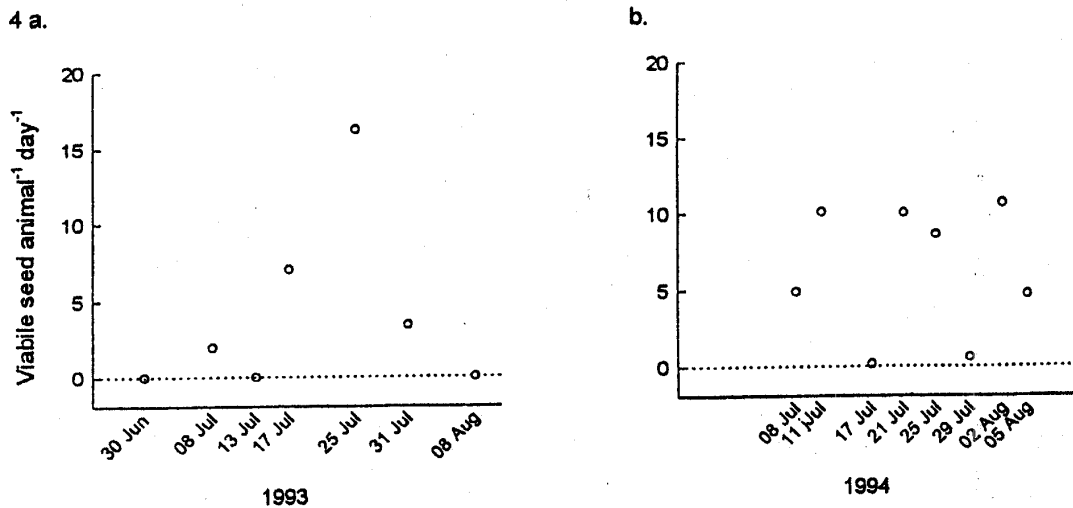 4 a.
20
15
10
5
0
Viabile seed animal⁻¹ day⁻¹
30 Jun
08 Jul
13 Jul
17 Jul
25 Jul
31 Jul
08 Aug
1993
b.
20
15
10
5
0
08 Jul
11 jJul
17 Jul
21 Jul
25 Jul
29 Jul
02 Aug
05 Aug
1994